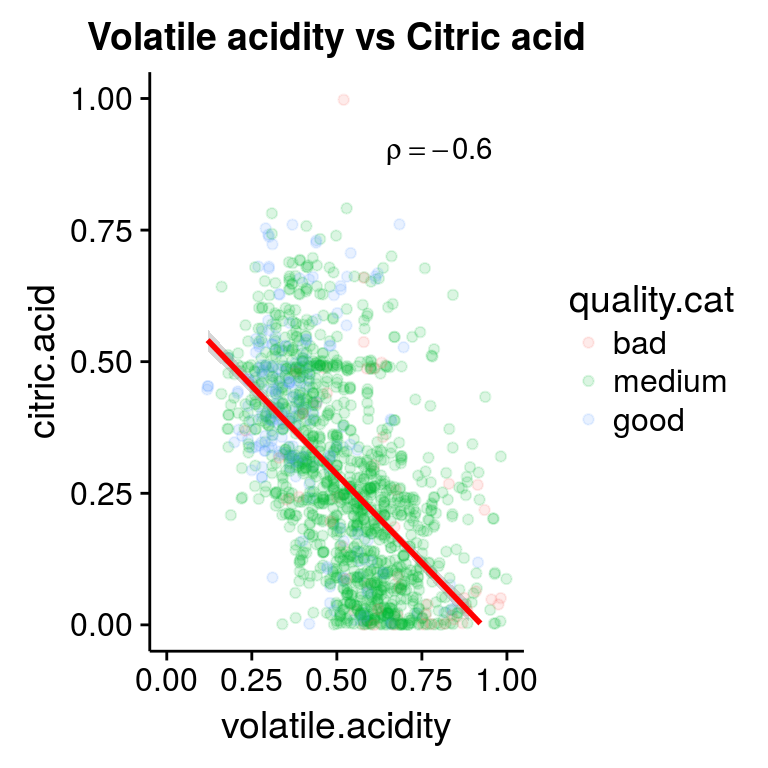 Volatile acidity vs Citric acid
1.00
0.75
0.50
0.25
0.00
citric.acid
ρ = −0.6
0.00 0.25 0.50 0.75 1.00
volatile.acidity
quality.cat
bad
medium
good